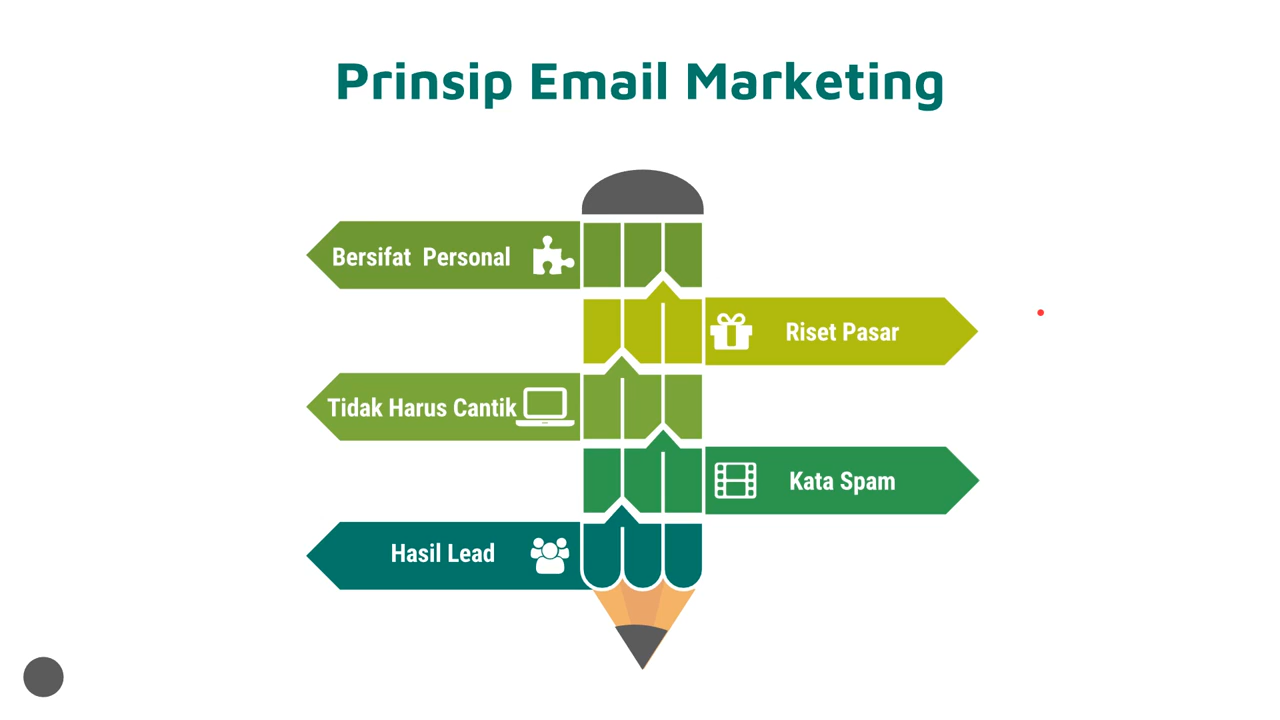 Prinsip Email Marketing
Bersifat  Personal
Riset Pasar
Tidak Harus Cantik
Kata Spam
Hasil Lead